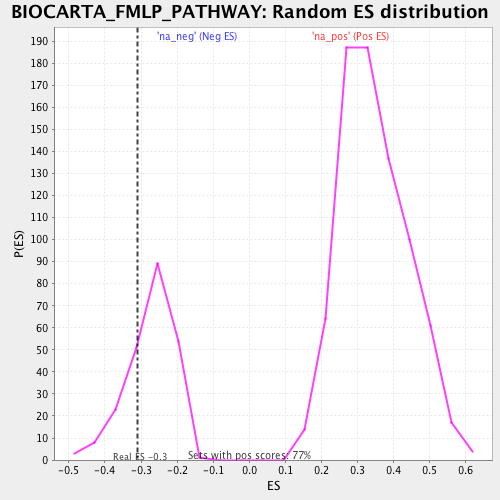 BIOCARTA_FMLP_PATHWAY: Random ES distribution
'na_neg' (Neg ES)
'na_pos' (Pos ES)
190
180
170
160
150
140
130
120
110
100
90
80
70
60
50
40
30
20
10
0
P(ES)
Real ES -0.3
Sets with pos scores: 77%
-0.5 -0.4 -0.3 -0.2 -0.1 0.0 0.1 0.2 0.3 0.4 0.5 0.6
ES